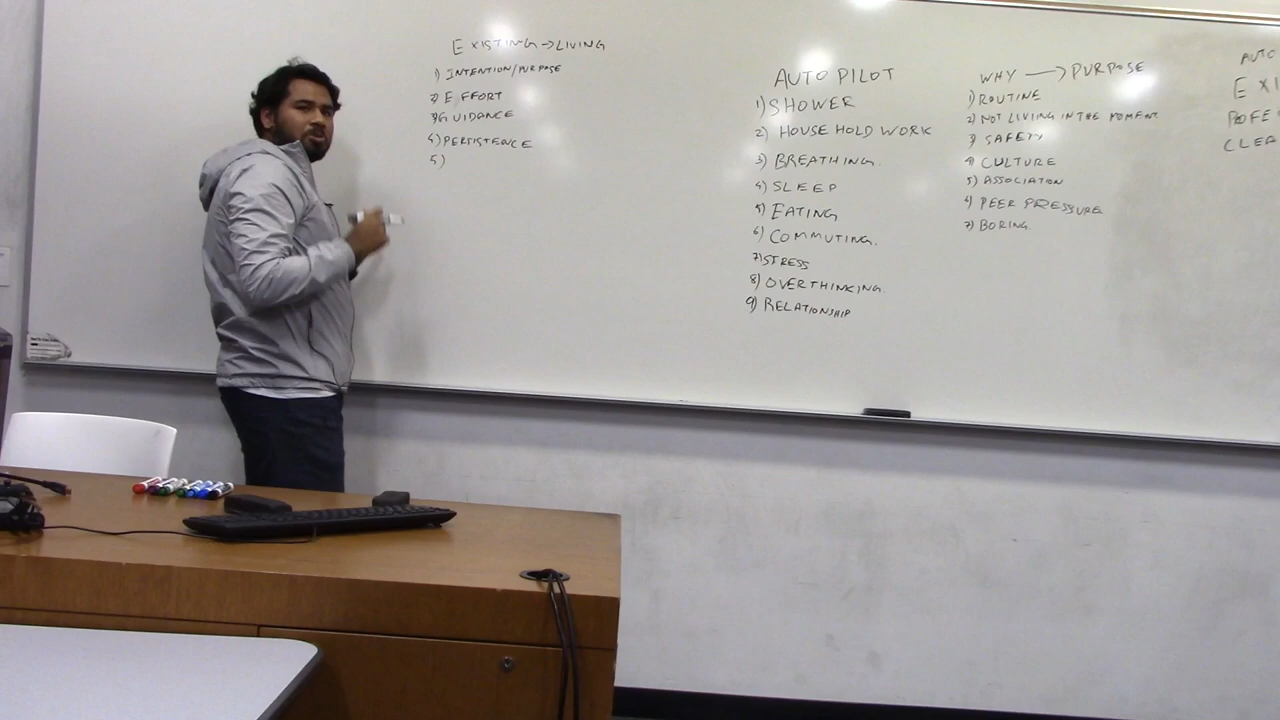 EXISTING → LIVING
1) INTENTION/PURPOSE
2) EFFORT
3) GUIDANCE
4) PERSISTENCE
5)
AUTO PILOT
1) SHOWER
2) HOUSE HOLD WORK
3) BREATHING.
4) SLEEP
5) EATING
6) COMMUTING.
7) STRESS
8) OVERTHINKING.
9) RELATIONSHIP
WHY → PURPOSE
1) ROUTINE
2) NOT LIVING IN THE MOMENT
3) SAFETY
4) CULTURE
5) ASSOCIATION
6) PEER PRESSURE
7) BORING.
AUTO
EXI
CLEA